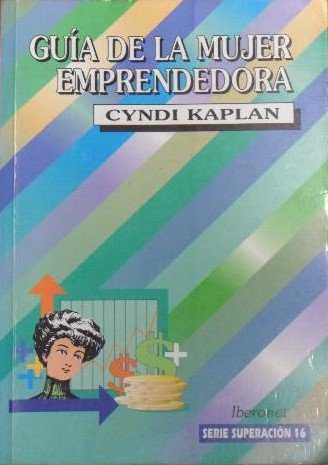 GUÍA DE LA MUJER
EMPRENDEDORA
CYNDI KAPLAN
$ $
Iberonet
SERIE SUPERACIÓN 16